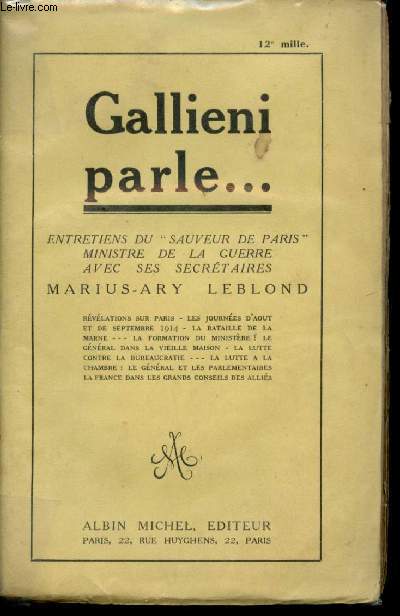 www.le-livre.com
12e mille.
Gallieni
parle...
ENTRETIENS DU "SAUVEUR DE PARIS"
MINISTRE DE LA GUERRE
AVEC SES SECRÉTAIRES
MARIUS-ARY LEBLOND
RÉVÉLATIONS SUR PARIS - LES JOURNÉES D'AOUT
ET DE SEPTEMBRE 1914 - LA BATAILLE DE LA
MARNE --- LA FORMATION DU MINISTÈRE : LE
GÉNÉRAL DANS LA VIEILLE MAISON - LA LUTTE
CONTRE LA BUREAUCRATIE --- LA LUTTE A LA
CHAMBRE : LE GÉNÉRAL ET LES PARLEMENTAIRES
LA FRANCE DANS LES GRANDS CONSEILS DES ALLIÉS
AM
ALBIN MICHEL, EDITEUR
PARIS, 22, RUE HUYGHENS, 22, PARIS